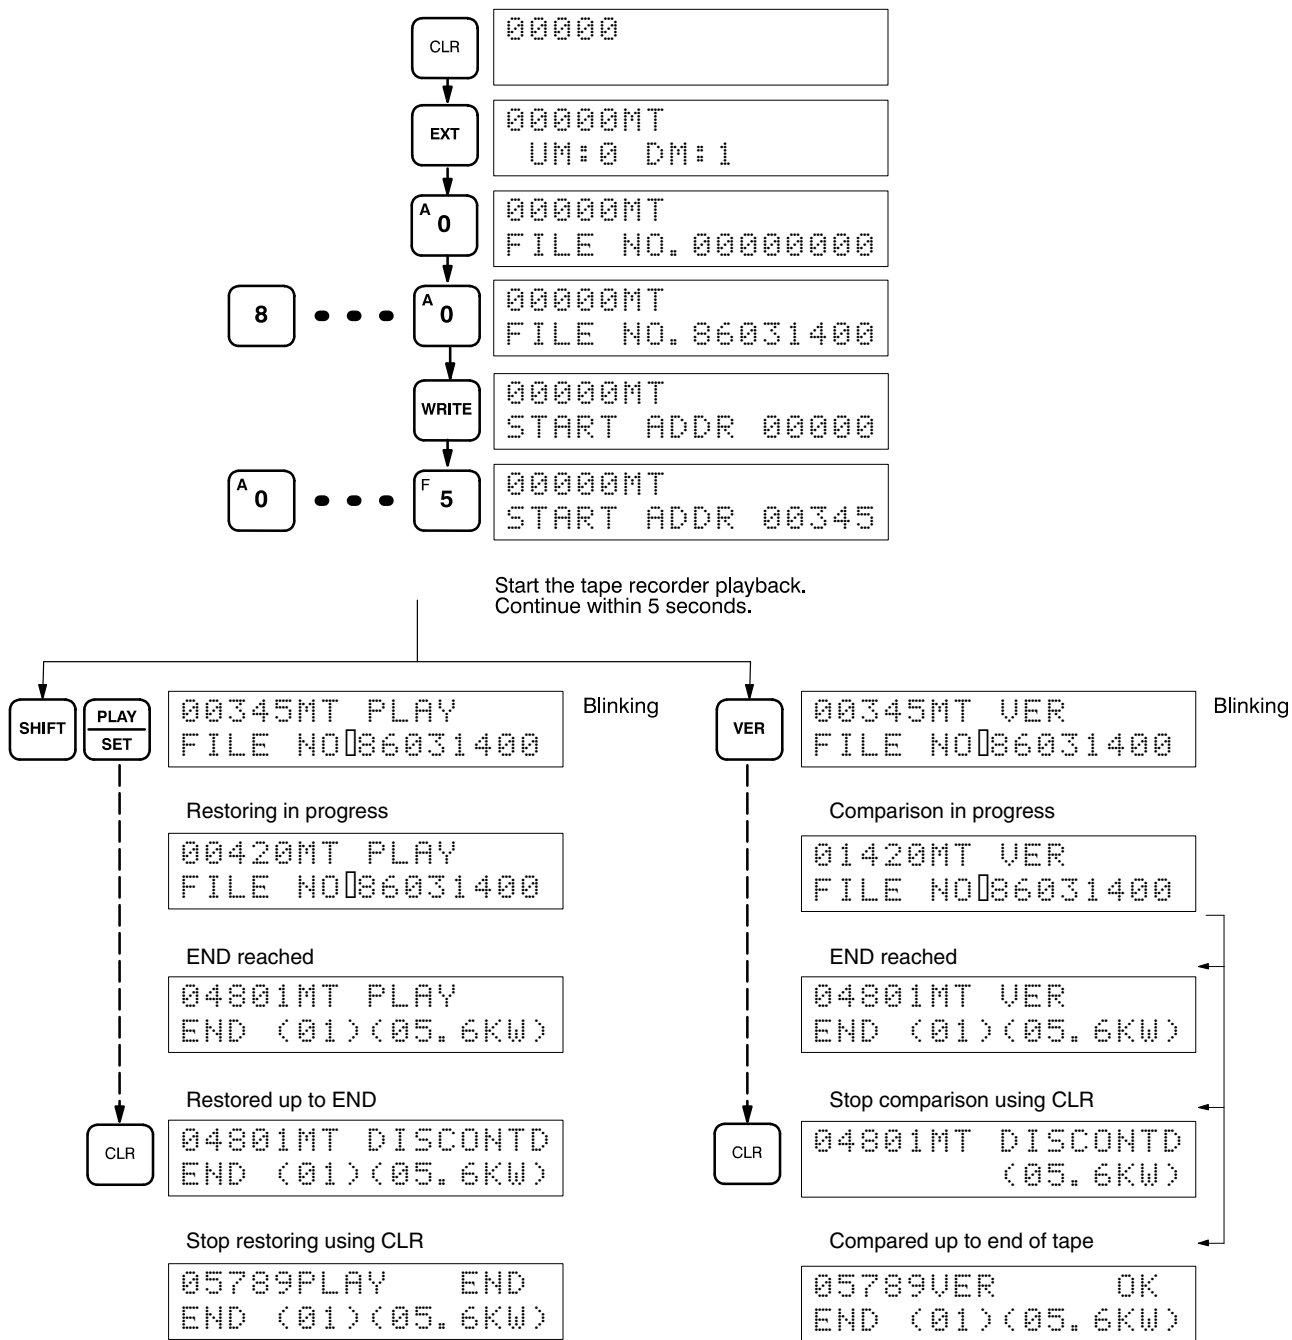 CLR
00000
EXT
00000MT
UM:0 DM:1
A 0
00000MT
FILE NO.00000000
8 A 0
00000MT
FILE NO.86031400
WRITE
00000MT
START ADDR 00000
A 0 F 5
00000MT
START ADDR 00345
Start the tape recorder playback.
Continue within 5 seconds.
SHIFT PLAY
SET
00345MT PLAY
FILE NO▯86031400
Blinking
Restoring in progress
00420MT PLAY
FILE NO▯86031400
END reached
04801MT PLAY
END (01)(05.6KW)
Restored up to END
CLR
04801MT DISCONTD
END (01)(05.6KW)
Stop restoring using CLR
05789PLAY END
END (01)(05.6KW)
VER
00345MT VER
FILE NO▯86031400
Blinking
Comparison in progress
01420MT VER
FILE NO▯86031400
END reached
04801MT VER
END (01)(05.6KW)
Stop comparison using CLR
CLR
04801MT DISCONTD
(05.6KW)
Compared up to end of tape
05789VER OK
END (01)(05.6KW)